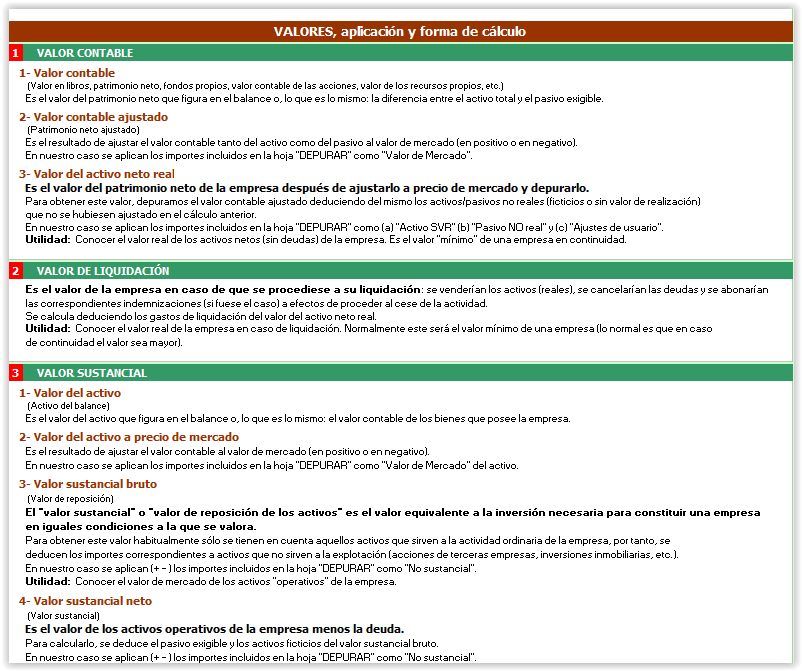 VALORES, aplicación y forma de cálculo
1 VALOR CONTABLE
1- Valor contable
(Valor en libros, patrimonio neto, fondos propios, valor contable de las acciones, valor de los recursos propios, etc.)
Es el valor del patrimonio neto que figura en el balance o, lo que es lo mismo: la diferencia entre el activo total y el pasivo exigible.
2- Valor contable ajustado
(Patrimonio neto ajustado)
Es el resultado de ajustar el valor contable tanto del activo como del pasivo al valor de mercado (en positivo o en negativo).
En nuestro caso se aplican los importes incluidos en la hoja "DEPURAR" como "Valor de Mercado".
3- Valor del activo neto real
Es el valor del patrimonio neto de la empresa después de ajustarlo a precio de mercado y depurarlo.
Para obtener este valor, depuramos el valor contable ajustado deduciendo del mismo los activos/pasivos no reales (ficticios o sin valor de realización)
que no se hubiesen ajustado en el cálculo anterior.
En nuestro caso se aplican los importes incluidos en la hoja "DEPURAR" como (a) "Activo SVR" (b) "Pasivo NO real" y (c) "Ajustes de usuario".
Utilidad: Conocer el valor real de los activos netos (sin deudas) de la empresa. Es el valor "mínimo" de una empresa en continuidad.
2 VALOR DE LIQUIDACIÓN
Es el valor de la empresa en caso de que se procediese a su liquidación: se venderían los activos (reales), se cancelarían las deudas y se abonarían
las correspondientes indemnizaciones (si fuese el caso) a efectos de proceder al cese de la actividad.
Se calcula deduciendo los gastos de liquidación del valor del activo neto real.
Utilidad: Conocer el valor real de la empresa en caso de liquidación. Normalmente este será el valor mínimo de una empresa (lo normal es que en caso
de continuidad el valor sea mayor).
3 VALOR SUSTANCIAL
1- Valor del activo
(Activo del balance)
Es el valor del activo que figura en el balance o, lo que es lo mismo: el valor contable de los bienes que posee la empresa.
2- Valor del activo a precio de mercado
Es el resultado de ajustar el valor contable al valor de mercado (en positivo o en negativo).
En nuestro caso se aplican los importes incluidos en la hoja "DEPURAR" como "Valor de Mercado" del activo.
3- Valor sustancial bruto
(Valor de reposición)
El "valor sustancial" o "valor de reposición de los activos" es el valor equivalente a la inversión necesaria para constituir una empresa
en iguales condiciones a la que se valora.
Para obtener este valor habitualmente sólo se tienen en cuenta aquellos activos que sirven a la actividad ordinaria de la empresa, por tanto, se
deducen los importes correspondientes a activos que no sirven a la explotación (acciones de terceras empresas, inversiones inmobiliarias, etc.).
En nuestro caso se aplican (+ - ) los importes incluidos en la hoja "DEPURAR" como "No sustancial".
Utilidad: Conocer el valor de mercado de los activos "operativos" de la empresa.
4- Valor sustancial neto
(Valor sustancial)
Es el valor de los activos operativos de la empresa menos la deuda.
Para calcularlo, se deduce el pasivo exigible y los activos ficticios del valor sustancial bruto.
En nuestro caso se aplican (+ - ) los importes incluidos en la hoja "DEPURAR" como "No sustancial".